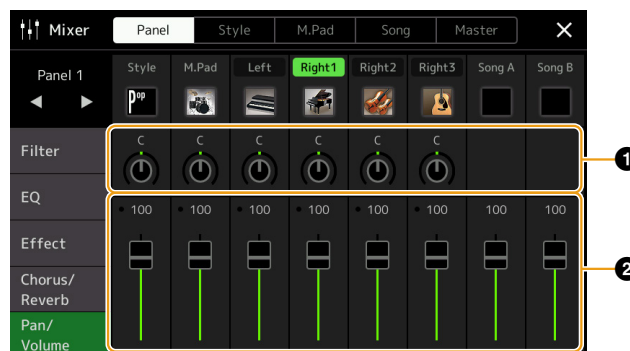 Mixer Panel Style M.Pad Song Master
Panel 1 Style M.Pad Left Right1 Right2 Right3 Song A Song B
Pop
Filter C C C C C C
1
EQ 100 100 100 100 100 100 100 100
Effect
2
Chorus/
Reverb
Pan/
Volume